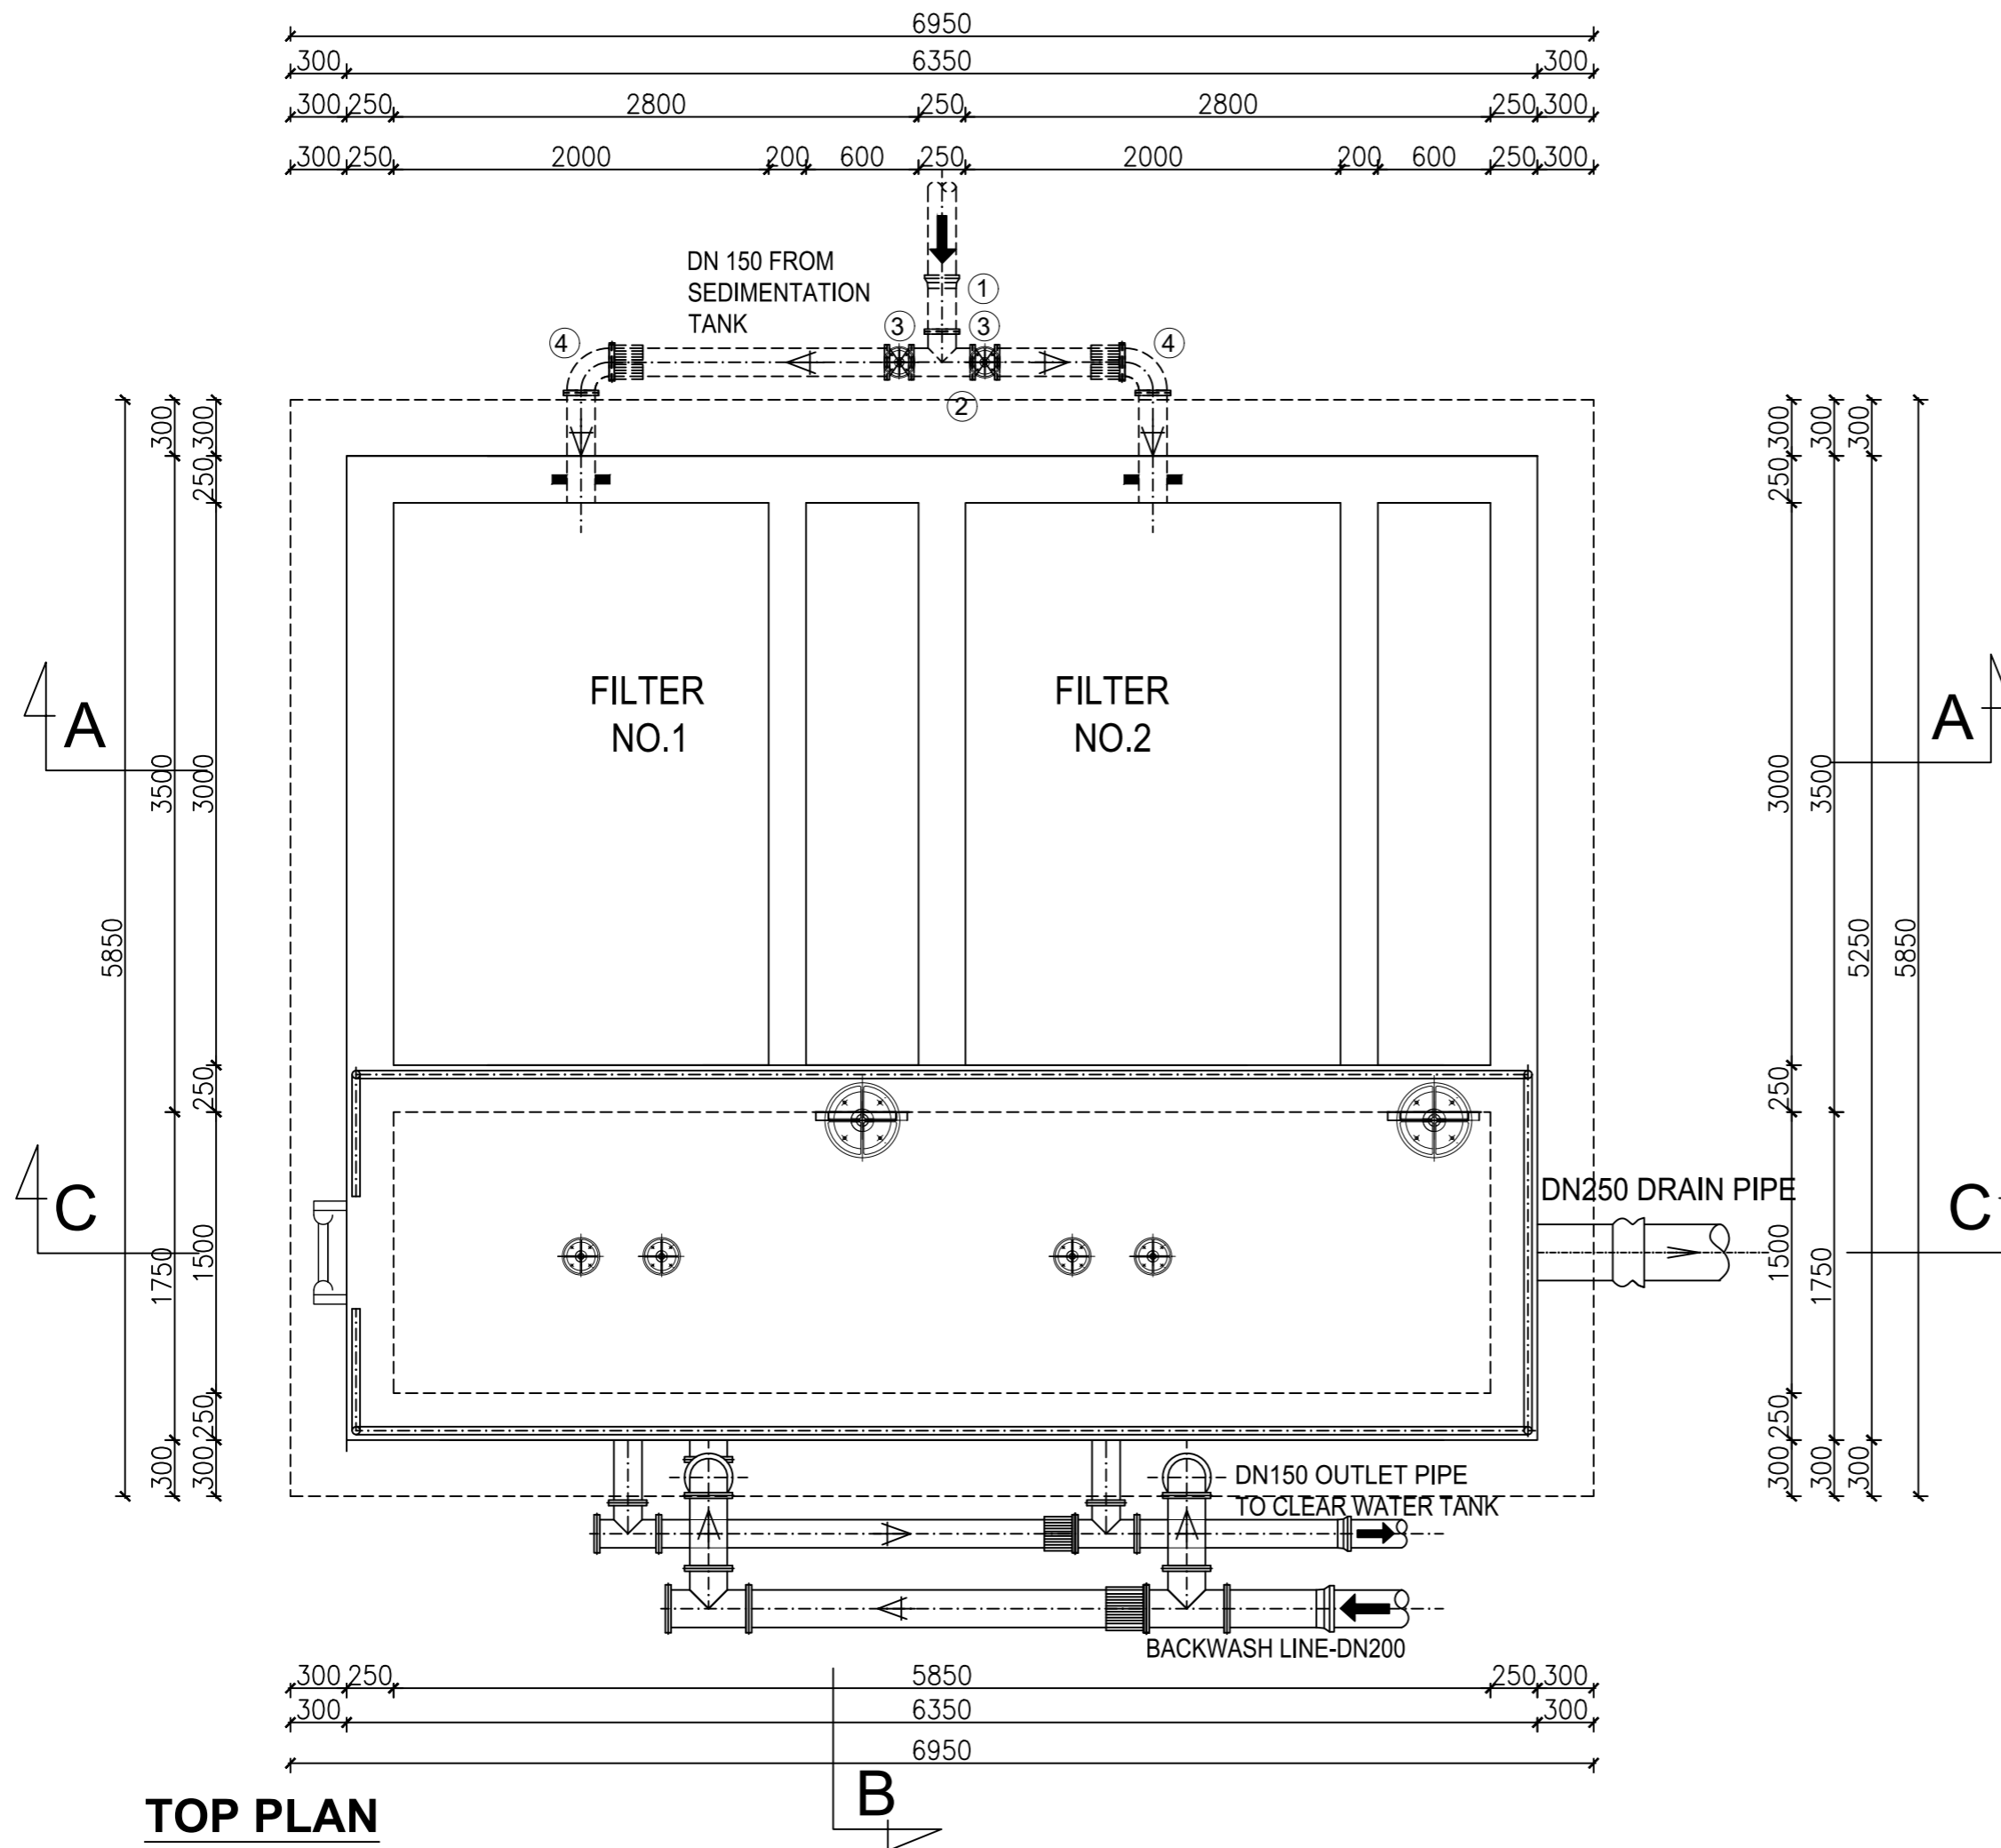 6950
300 6350 300
300 250 2800 250 2800 250 300
300 250 2000 200 600 250 2000 200 600 250 300
DN 150 FROM
SEDIMENTATION
TANK
1
3 3
4 4
2
300 300
250
3500 3000
5850
250
1750 1500
250
300 300
300 300 300
250
3000 3500
5250 5850
250
1500 1750
250
300 300 300
FILTER
NO.1
FILTER
NO.2
A A
C C
DN250 DRAIN PIPE
DN150 OUTLET PIPE
TO CLEAR WATER TANK
BACKWASH LINE-DN200
300 250 5850 250 300
300 6350 300
6950
B
TOP PLAN